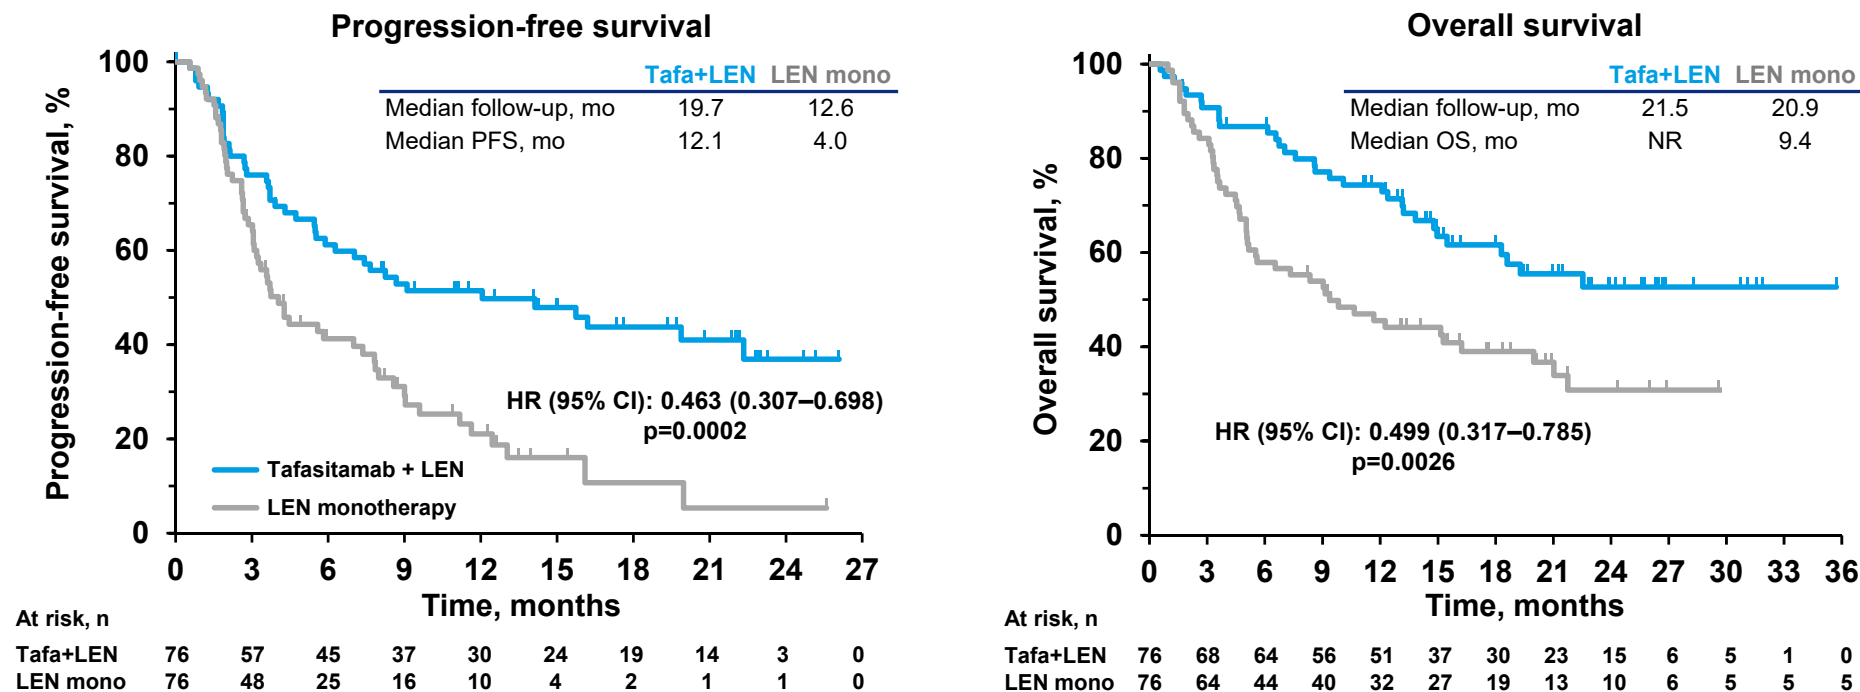 Progression-free survival
Tafa+LEN LEN mono
Median follow-up, mo 19.7 12.6
Median PFS, mo 12.1 4.0
Progression-free survival, %
100
80
60
40
20
0
HR (95% CI): 0.463 (0.307–0.698)
p=0.0002
Tafasitamab + LEN
LEN monotherapy
0 3 6 9 12 15 18 21 24 27
Time, months
At risk, n
Tafa+LEN 76 57 45 37 30 24 19 14 3 0
LEN mono 76 48 25 16 10 4 2 1 1 0
Overall survival
Tafa+LEN LEN mono
Median follow-up, mo 21.5 20.9
Median OS, mo NR 9.4
Overall survival, %
100
80
60
40
20
0
HR (95% CI): 0.499 (0.317–0.785)
p=0.0026
0 3 6 9 12 15 18 21 24 27 30 33 36
Time, months
At risk, n
Tafa+LEN 76 68 64 56 51 37 30 23 15 6 5 1 0
LEN mono 76 64 44 40 32 27 19 13 10 6 5 5 5